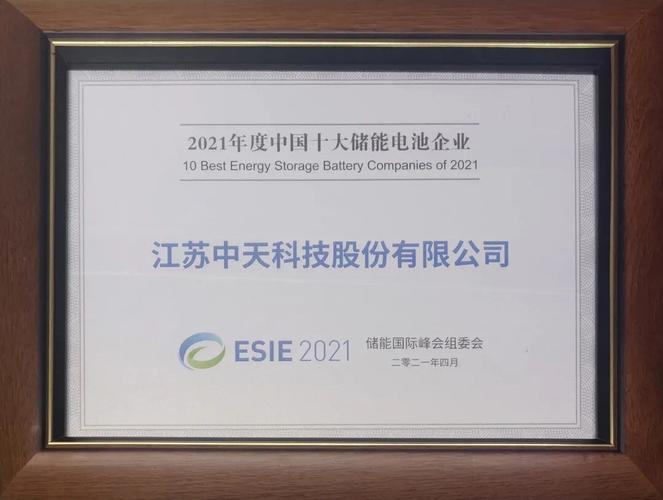 2021年度中国十大储能电池企业
10 Best Energy Storage Battery Companies of 2021
江苏中天科技股份有限公司
ESIE 2021
储能国际峰会组委会
二零二一年四月